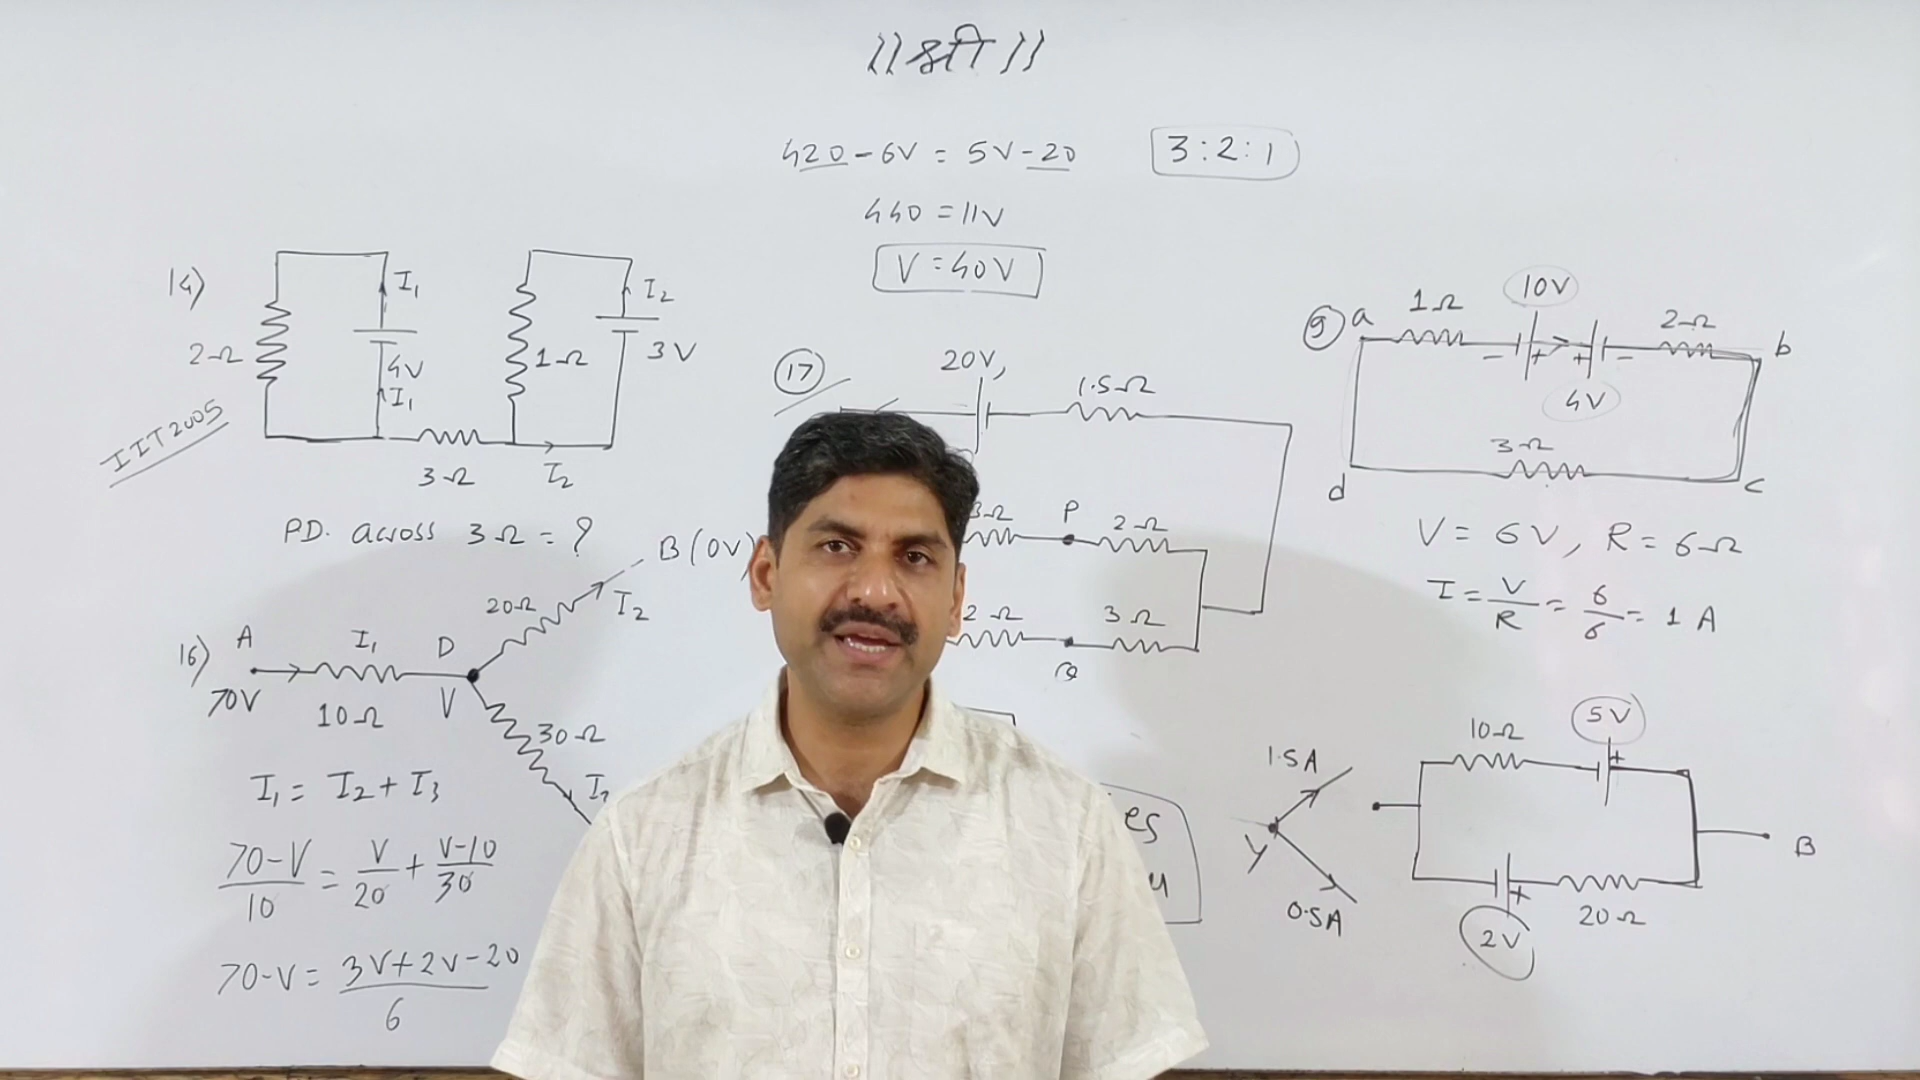 ॥ श्री ॥
420 - 6V = 5V - 20
3:2:1
440 = 11V
V = 40V
14)
I₁
I₂
2Ω
4V
I₁
1Ω
3V
3Ω
I₂
IIT 2005
P.D. across 3Ω = ?
16)
A
70V
I₁
10Ω
D
V
20Ω
I₂
B (0V)
30Ω
I₁ = I₂ + I₃
70-V/10 = V/20 + V-10/30
70-V = 3V+2V-20/6
17
20V,
1.5Ω
3Ω
P
2Ω
2Ω
Q
3Ω
es
9
a
1Ω
10V
- + + -
4V
2Ω
b
3Ω
d
c
V = 6V, R = 6Ω
I = V/R = 6/6 = 1 A
1.5A
Y
0.5A
10Ω
5V
+
B
+
2V
20Ω